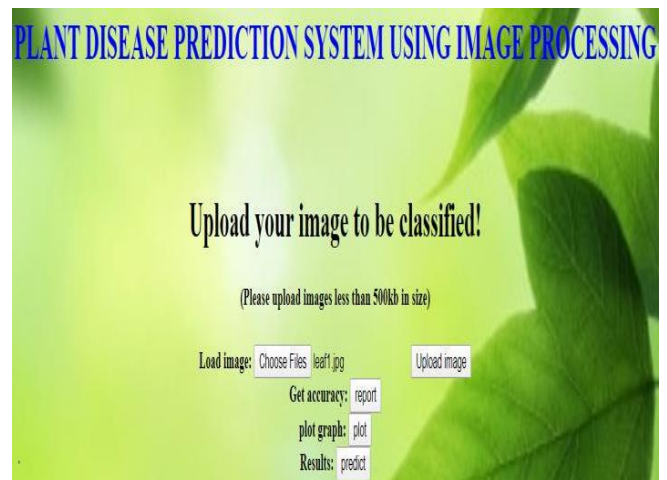 PLANT DISEASE PREDICTION SYSTEM USING IMAGE PROCESSING
Upload your image to be classified!
(Please upload images less than 500kb in size)
Load image: Choose Files leaf1.jpg Upload image
Get accuracy: report
plot graph: plot
Results: predict